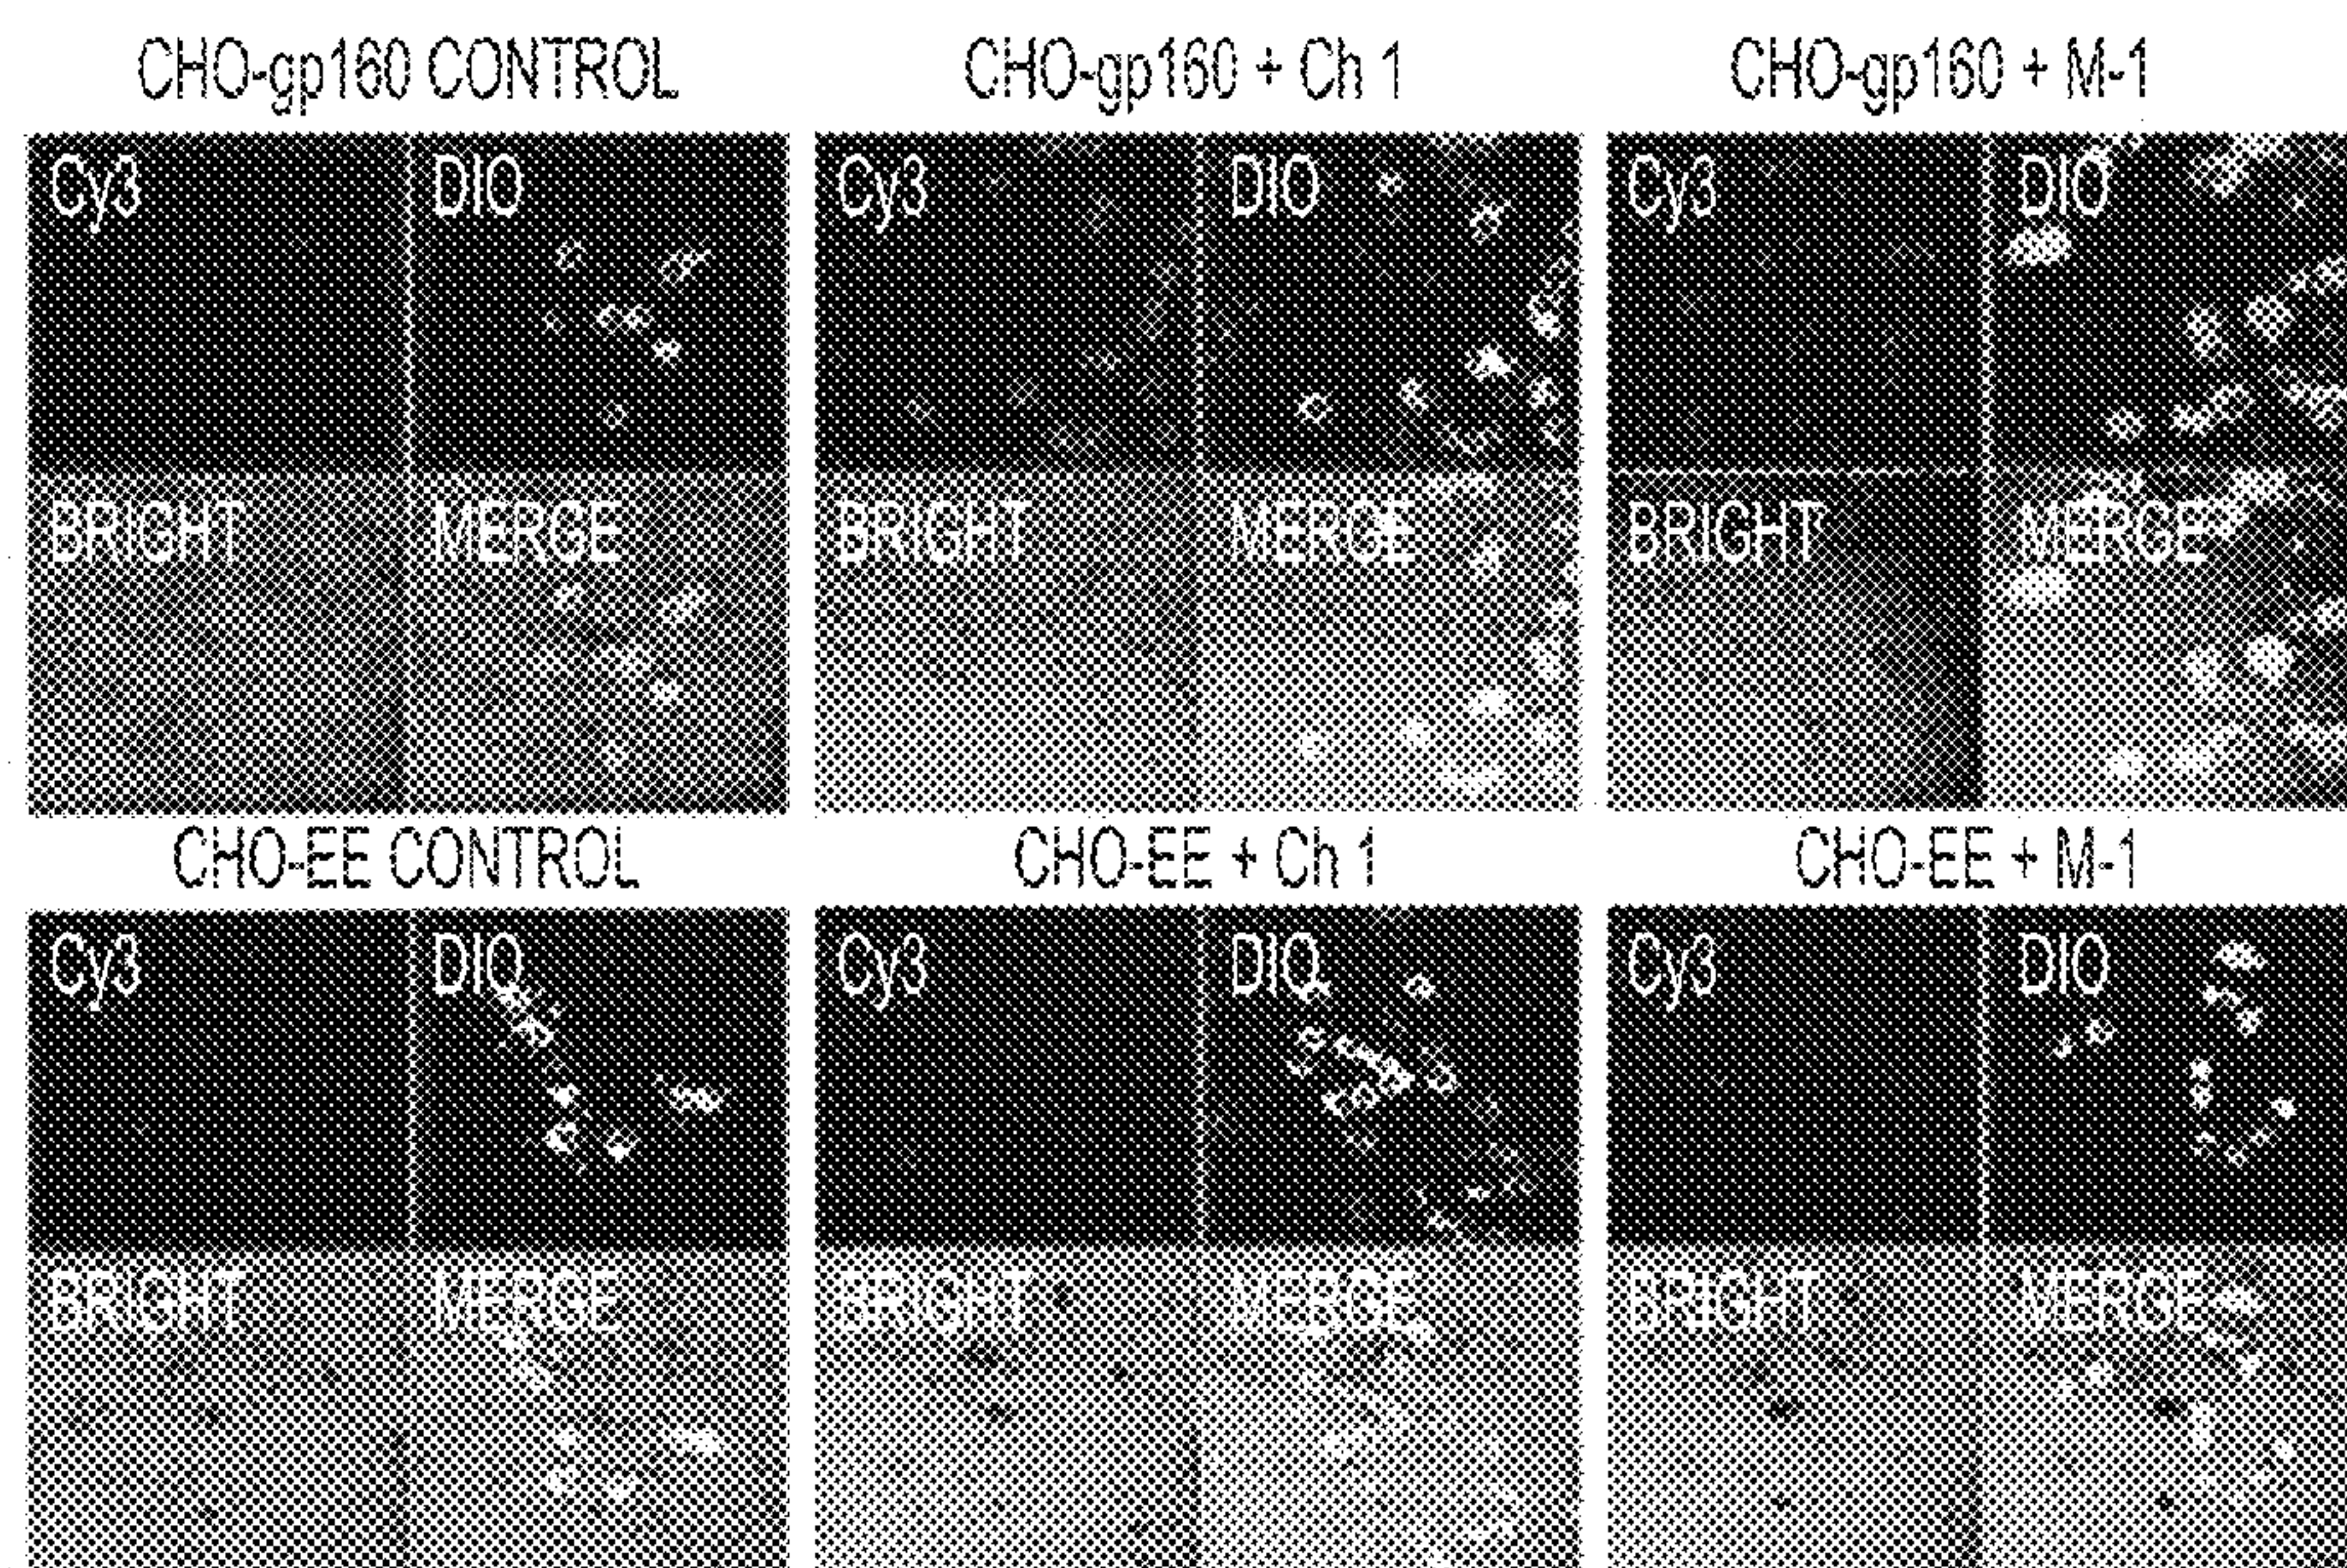 CHO-gp160 CONTROL
CHO-gp160 + Ch 1
CHO-gp160 + M-1
Cy3 DIO
Cy3 DIO
Cy3 DIO
BRIGHT MERGE
BRIGHT MERGE
BRIGHT MERGE
CHO-EE CONTROL
CHO-EE + Ch 1
CHO-EE + M-1
Cy3 DIO
Cy3 DIO
Cy3 DIO
BRIGHT MERGE
BRIGHT MERGE
BRIGHT MERGE